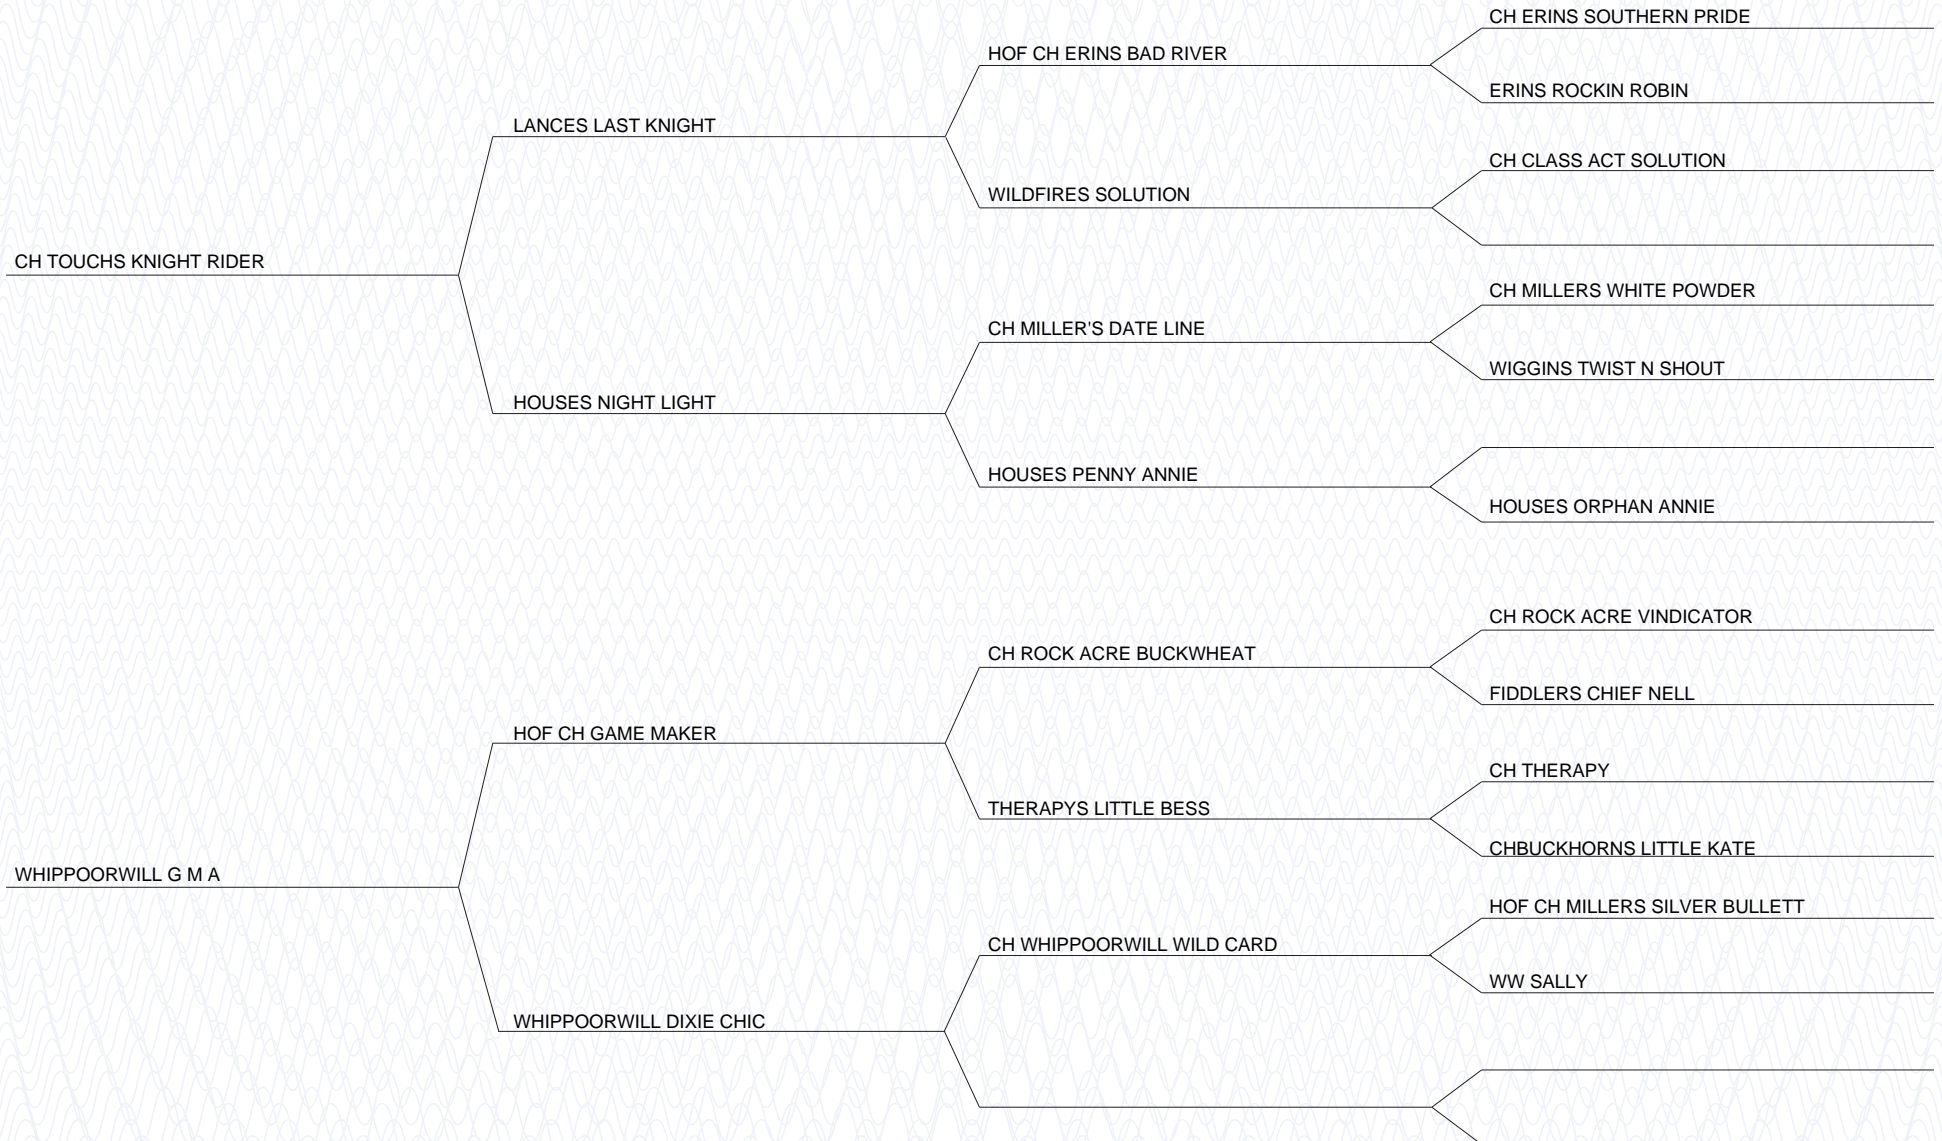 CH ERINS SOUTHERN PRIDE
HOF CH ERINS BAD RIVER
ERINS ROCKIN ROBIN
LANCES LAST KNIGHT
CH CLASS ACT SOLUTION
WILDFIRES SOLUTION
CH TOUCHS KNIGHT RIDER
CH MILLERS WHITE POWDER
CH MILLER'S DATE LINE
WIGGINS TWIST N SHOUT
HOUSES NIGHT LIGHT
HOUSES PENNY ANNIE
HOUSES ORPHAN ANNIE
CH ROCK ACRE VINDICATOR
CH ROCK ACRE BUCKWHEAT
FIDDLERS CHIEF NELL
HOF CH GAME MAKER
CH THERAPY
THERAPYS LITTLE BESS
CHBUCKHORNS LITTLE KATE
WHIPPOORWILL G M A
HOF CH MILLERS SILVER BULLETT
CH WHIPPOORWILL WILD CARD
WW SALLY
WHIPPOORWILL DIXIE CHIC